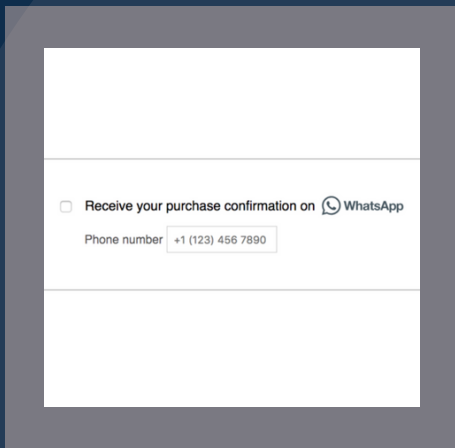 Receive your purchase confirmation on WhatsApp
Phone number +1 (123) 456 7890